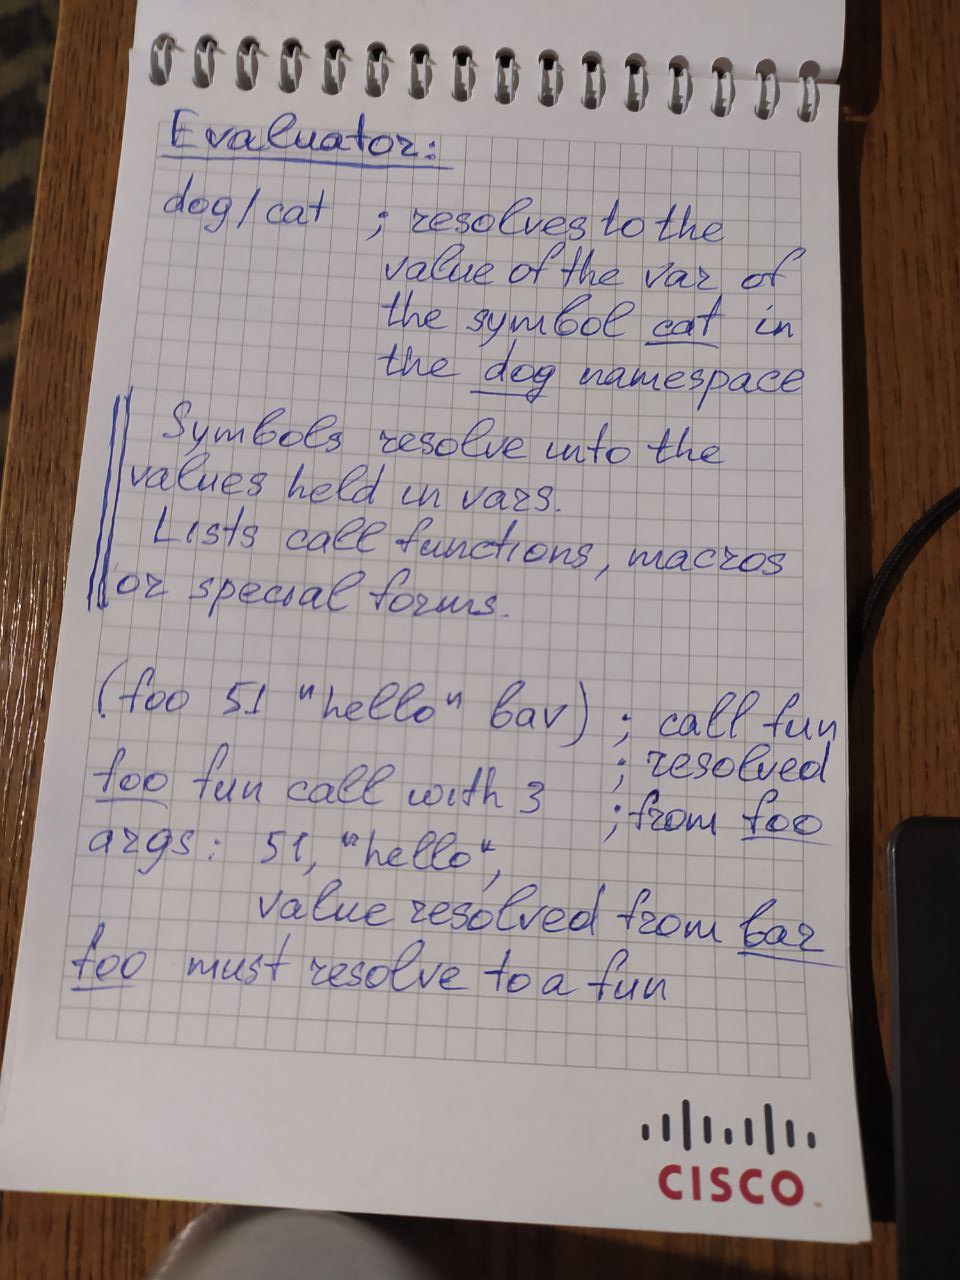 Evaluator:
dog/cat ; resolves to the
value of the var of
the symbol cat in
the dog namespace
Symbols resolve into the
values held in vars.
Lists call functions, macros
or special forms.
(foo 51 "hello" bav) ; call fun
; resolved
foo fun call with 3 ; from foo
args: 51, "hello",
value resolved from bar
foo must resolve to a fun
CISCO